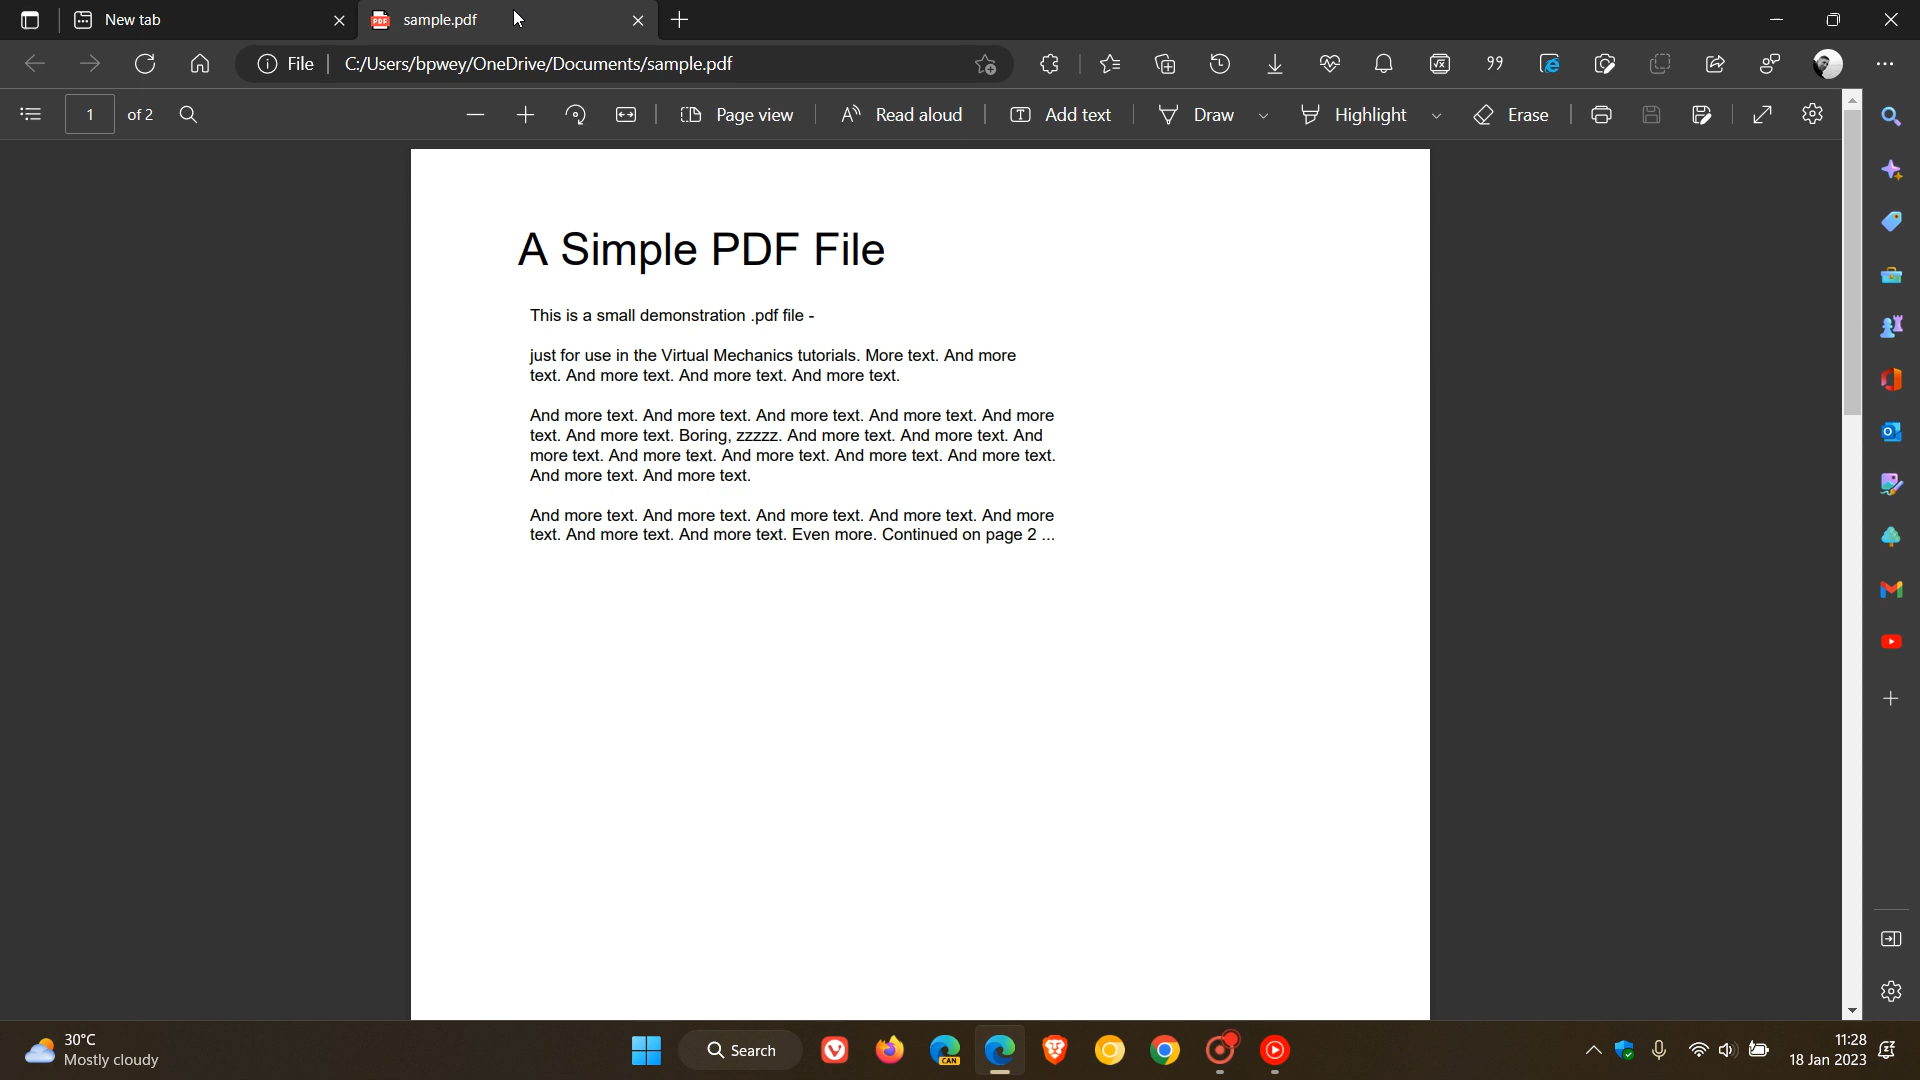 New tab
sample.pdf
File
C:/Users/bpwey/OneDrive/Documents/sample.pdf
1 of 2
Page view
Read aloud
Add text
Draw
Highlight
Erase
A Simple PDF File
This is a small demonstration .pdf file -
just for use in the Virtual Mechanics tutorials. More text. And more
text. And more text. And more text. And more text.
And more text. And more text. And more text. And more text. And more
text. And more text. Boring, zzzzz. And more text. And more text. And
more text. And more text. And more text. And more text. And more text.
And more text. And more text.
And more text. And more text. And more text. And more text. And more
text. And more text. And more text. Even more. Continued on page 2 ...
30°C
Mostly cloudy
Search
CAN
11:28
18 Jan 2023